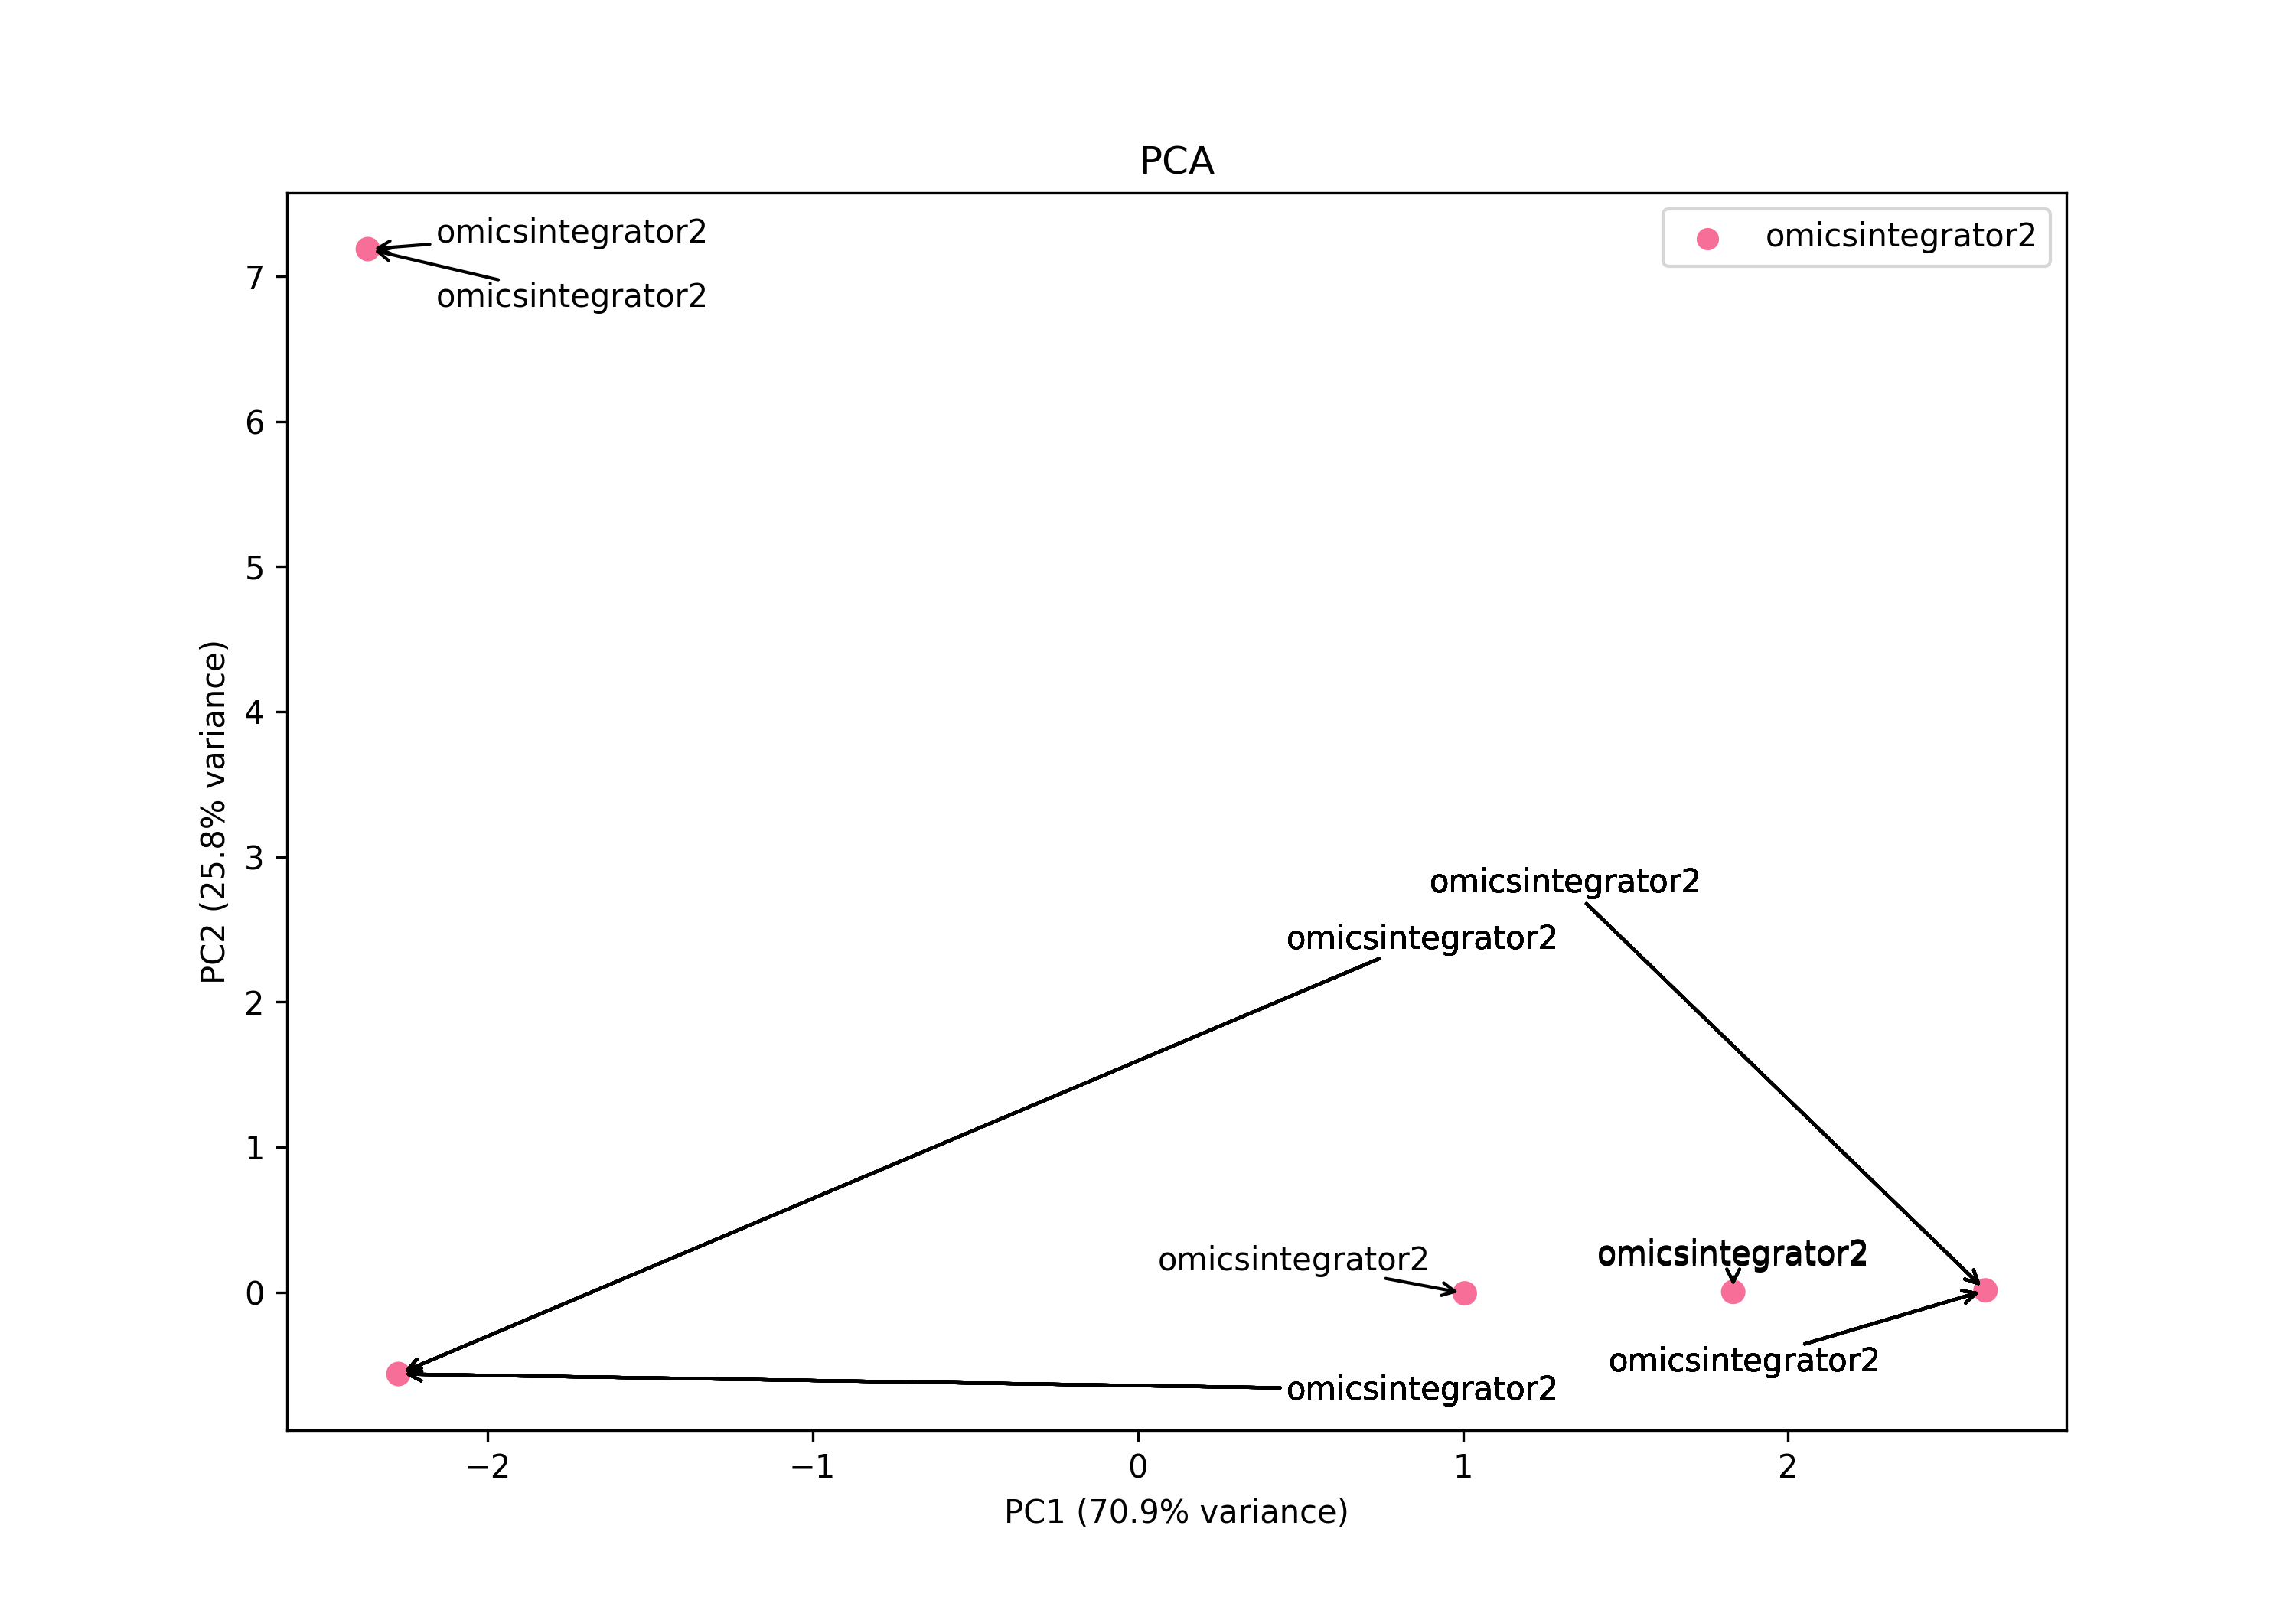 PCA
omicsintegrator2
omicsintegrator2
omicsintegrator2
7
6
5
4
3
2
1
0
PC2 (25.8% variance)
omicsintegrator2
omicsintegrator2
omicsintegrator2
omicsintegrator2
omicsintegrator2
omicsintegrator2
−2
−1
0
1
2
PC1 (70.9% variance)